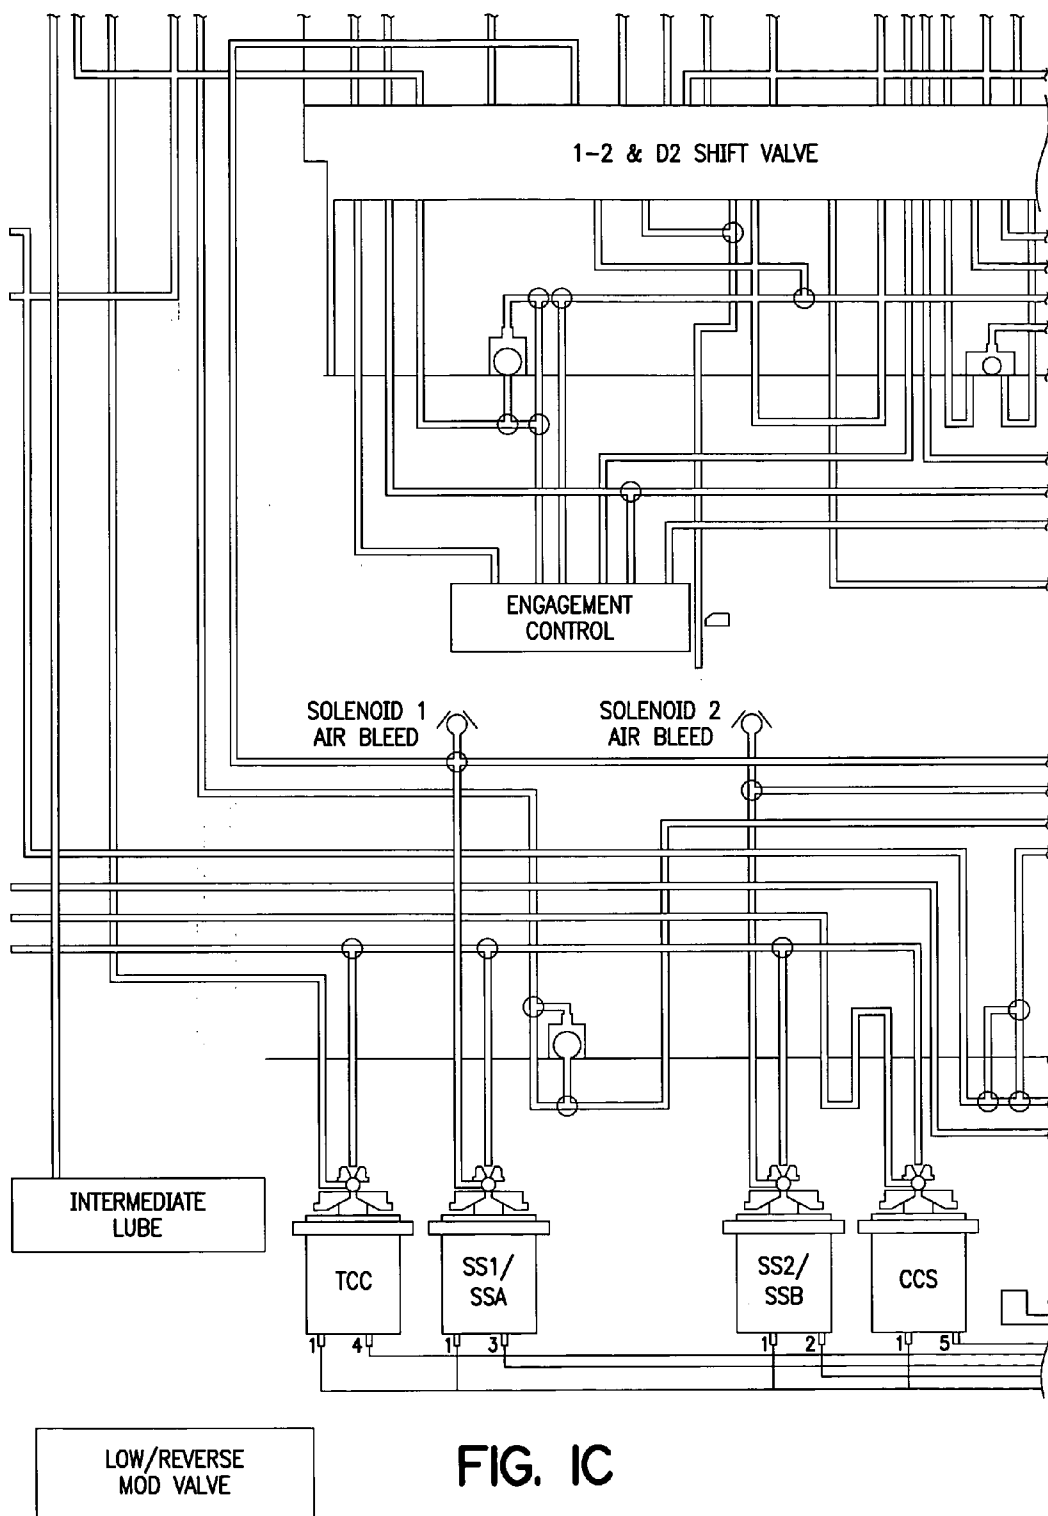 1-2 & D2 SHIFT VALVE
ENGAGEMENT
CONTROL
SOLENOID 1
AIR BLEED
SOLENOID 2
AIR BLEED
INTERMEDIATE
LUBE
TCC
SS1/
SSA
SS2/
SSB
CCS
1 4 1 3 1 2 1 5
LOW/REVERSE
MOD VALVE
FIG. 1C